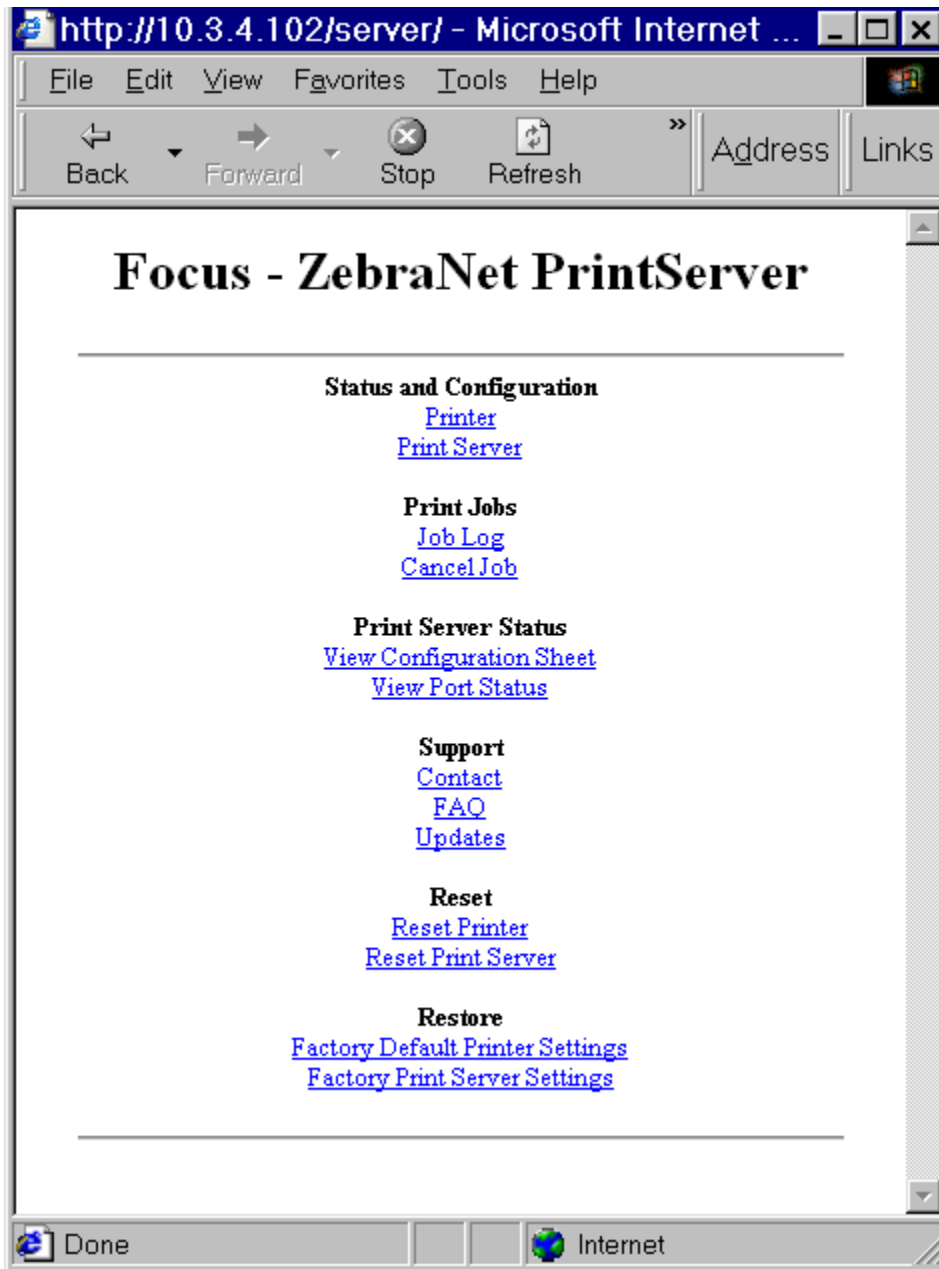 http://10.3.4.102/server/ - Microsoft Internet ...
File Edit View Favorites Tools Help
Back Forward Stop Refresh » Address Links
Focus - ZebraNet PrintServer
Status and Configuration
Printer
Print Server
Print Jobs
Job Log
Cancel Job
Print Server Status
View Configuration Sheet
View Port Status
Support
Contact
FAQ
Updates
Reset
Reset Printer
Reset Print Server
Restore
Factory Default Printer Settings
Factory Print Server Settings
Done Internet